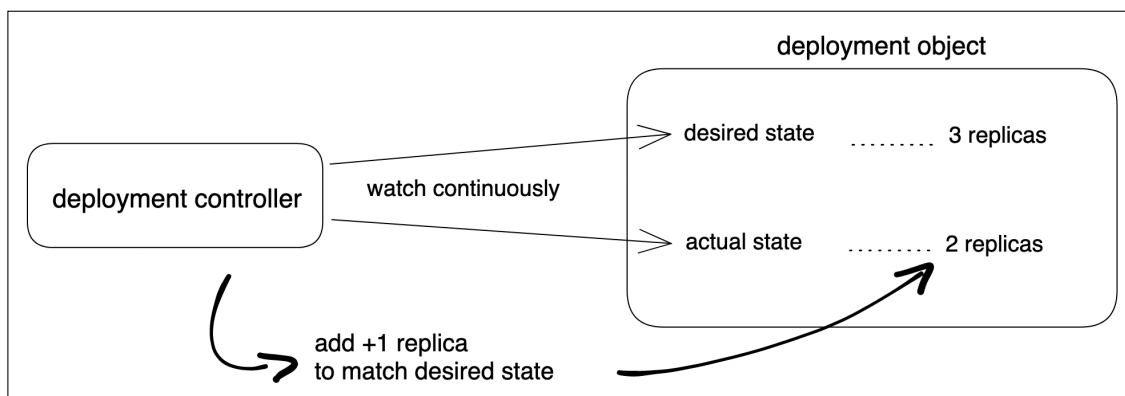 deployment object
desired state ......... 3 replicas
deployment controller
watch continuously
actual state ......... 2 replicas
add +1 replica
to match desired state